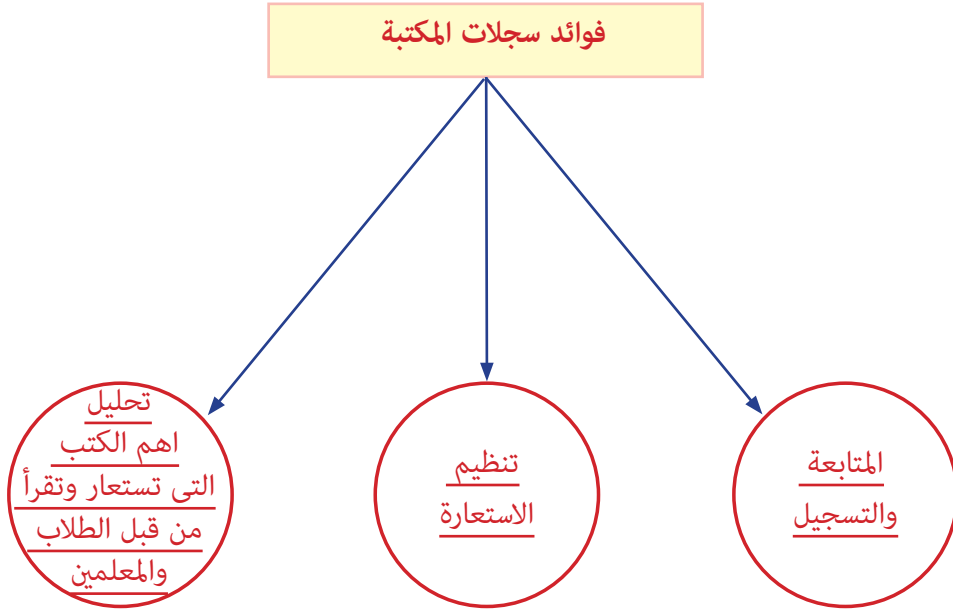 فوائد سجلات المكتبة
المتابعة
والتسجيل
تنظيم
الاستعارة
تحليل
اهم الكتب
التى تستعار وتقرأ
من قبل الطلاب
والمعلمين